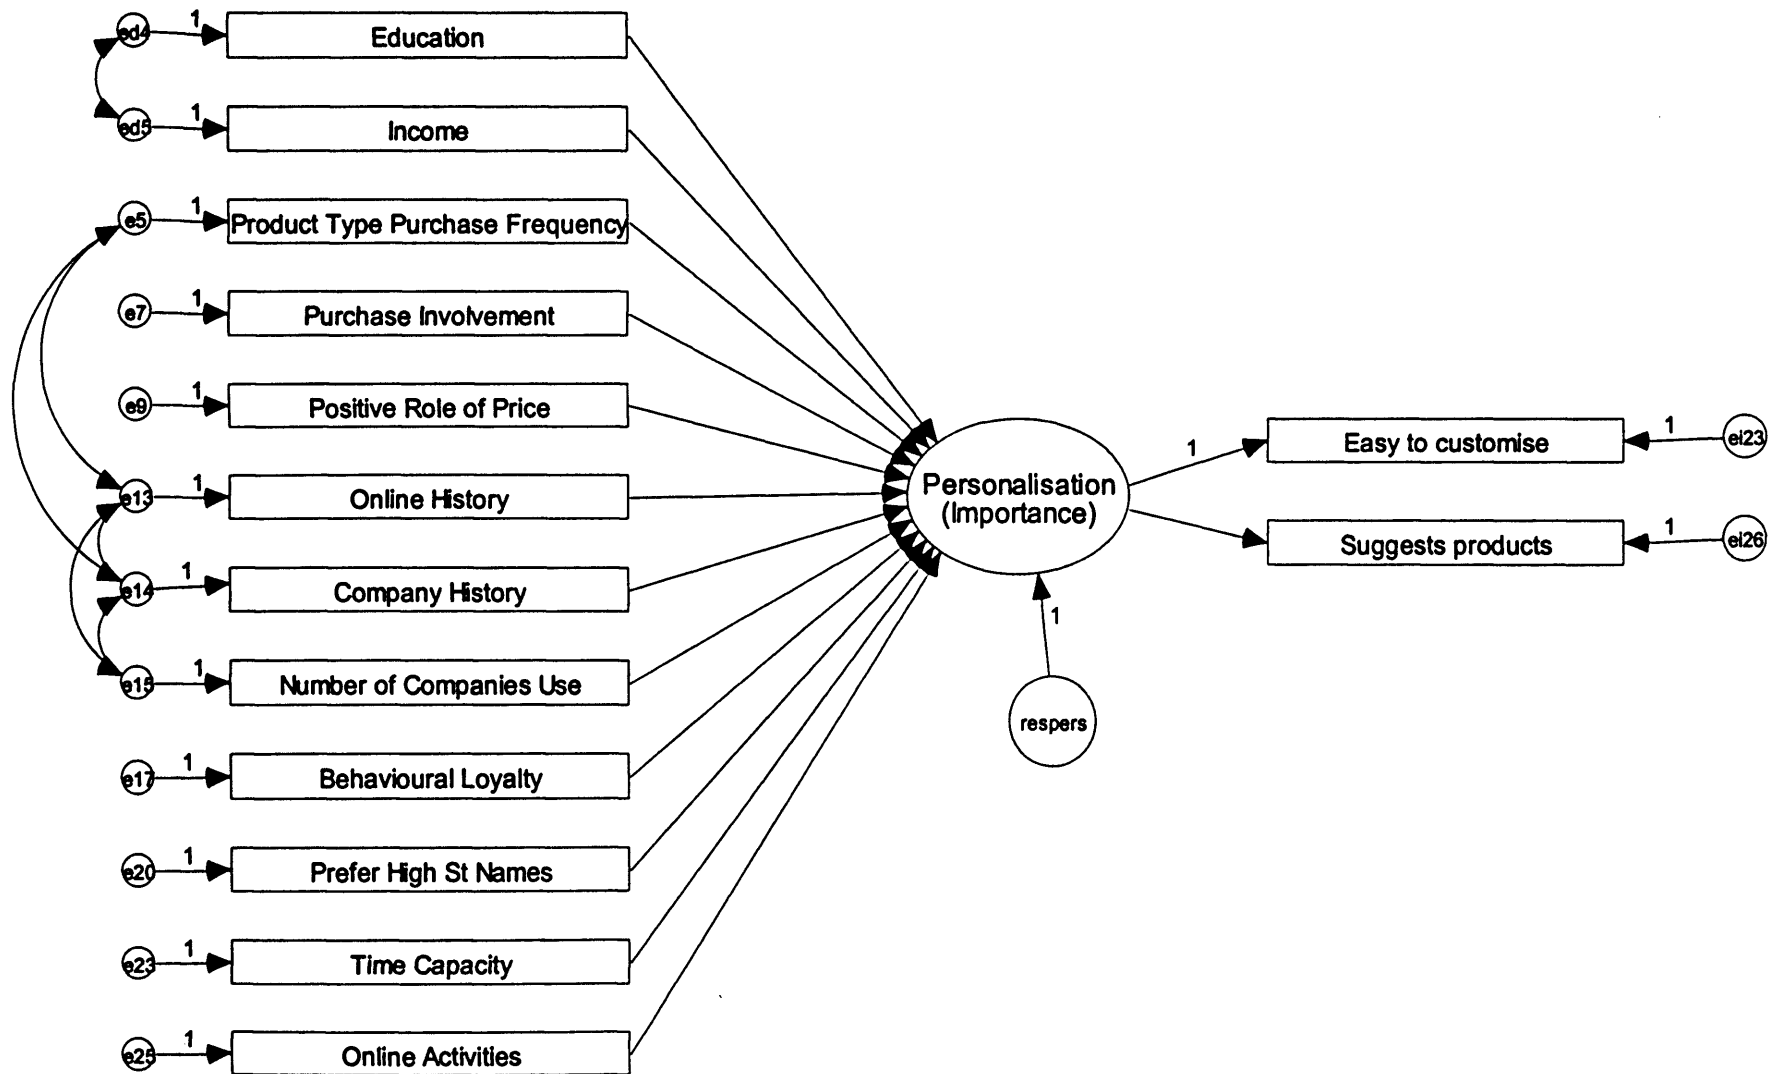 ed4
1
Education
ed5
1
Income
e5
1
Product Type Purchase Frequency
e7
1
Purchase Involvement
e9
1
Positive Role of Price
e13
1
Online History
e14
1
Company History
e15
1
Number of Companies Use
e17
1
Behavioural Loyalty
e20
1
Prefer High St Names
e23
1
Time Capacity
e25
1
Online Activities
Personalisation
(Importance)
1
respers
1
Easy to customise
1
ei23
Suggests products
1
ei26